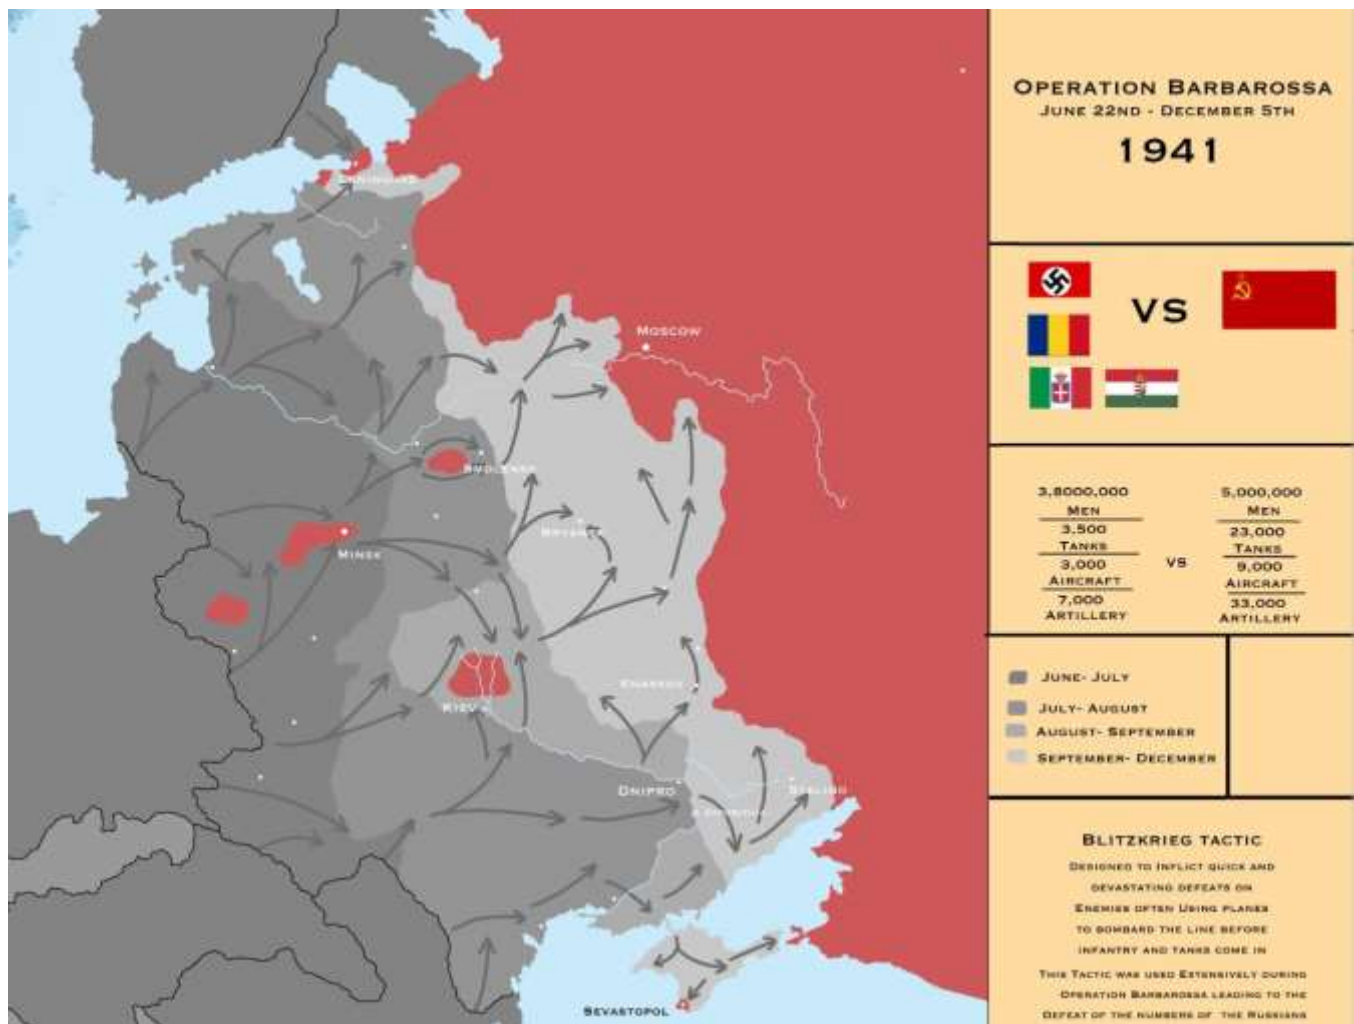 Operation Barbarossa
June 22nd - December 5th
1941
VS
3,8000,000
Men
3,500
Tanks
3,000
Aircraft
7,000
Artillery
VS
5,000,000
Men
23,000
Tanks
9,000
Aircraft
33,000
Artillery
June- July
July- August
August- September
September- December
Blitzkrieg tactic
Designed to inflict quick and
devastating defeats on
Enemies often Using planes
to bombard the line before
infantry and tanks come in
This Tactic was used Extensively during
Operation Barbarossa leading to the
Defeat of the numbers of the Russians
Moscow
Smolensk
Minsk
Kiev
Kharkov
Dnipro
Stalino
Sevastopol